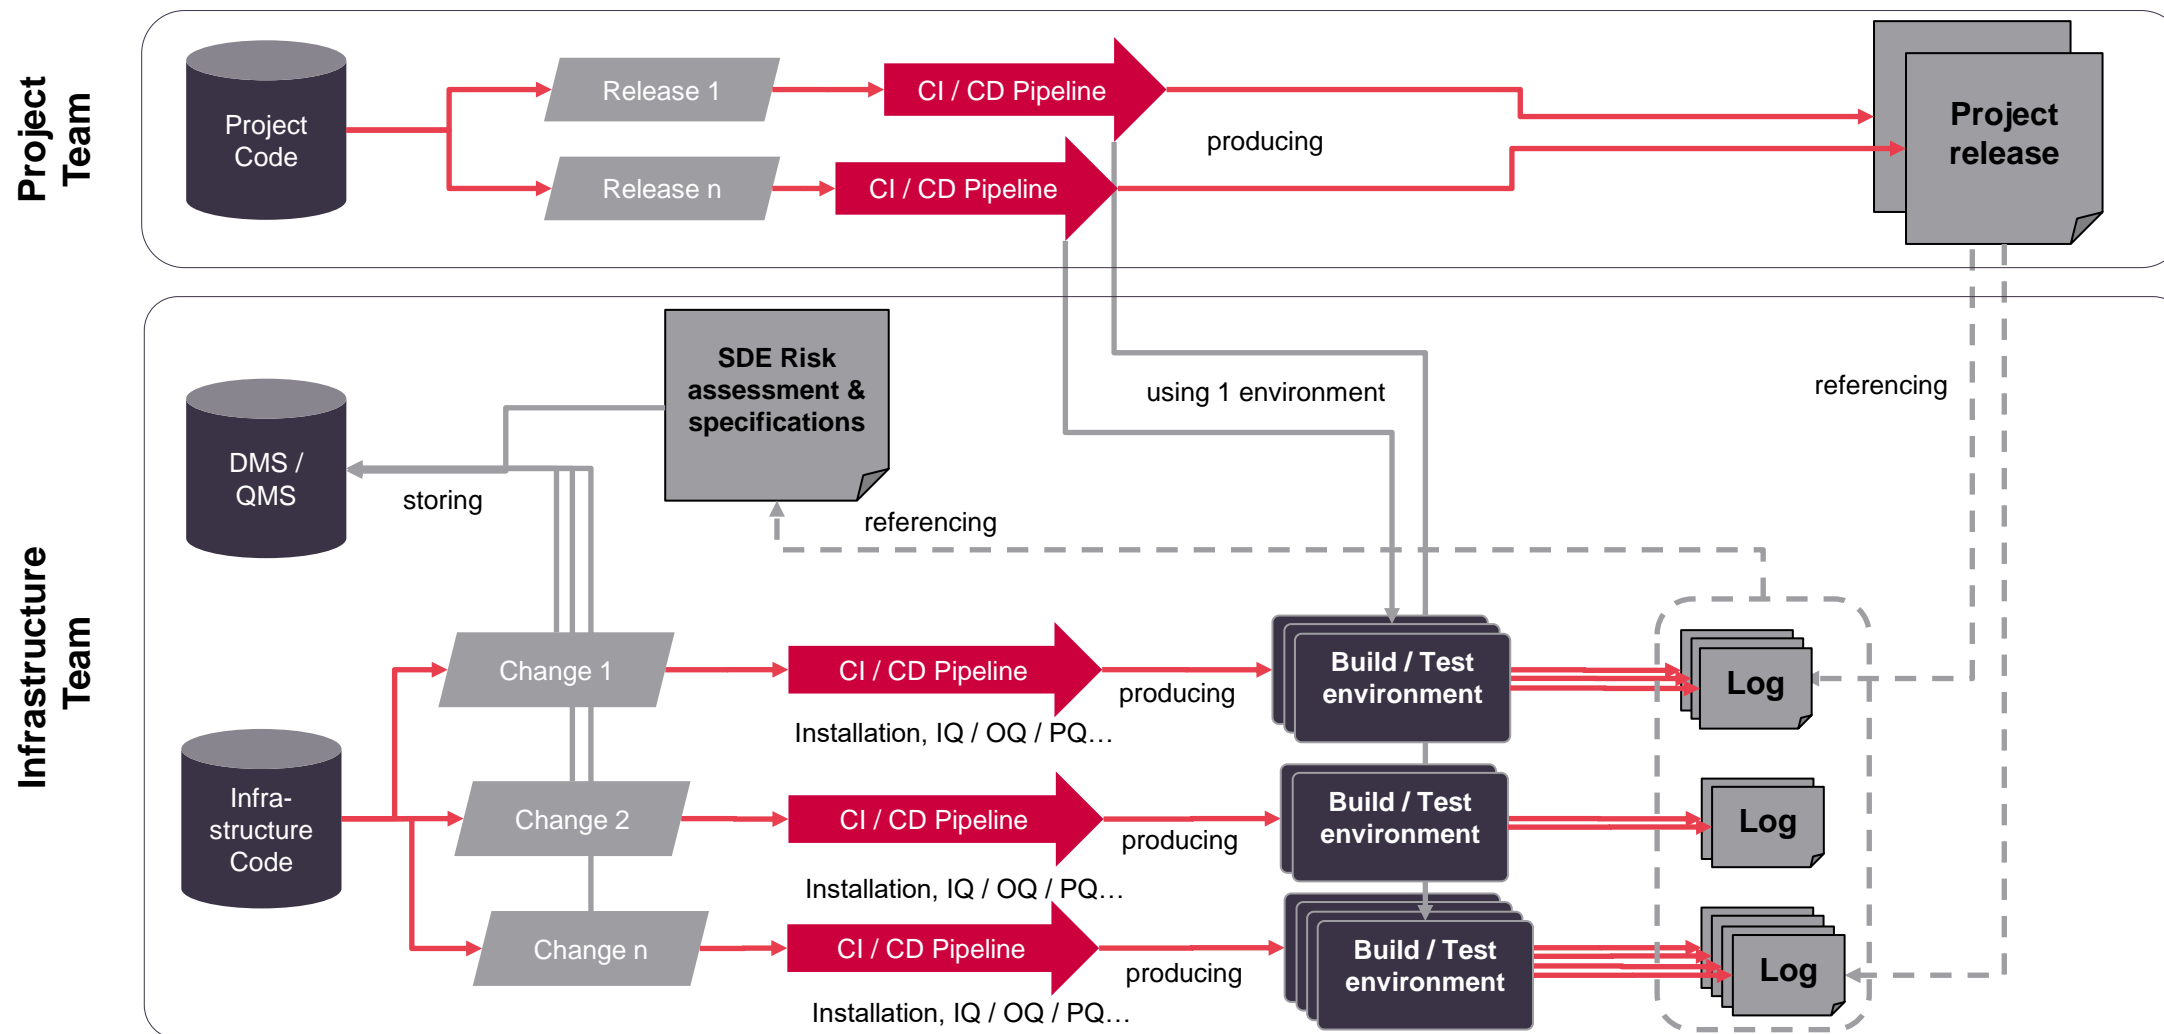 Project
Team
Project
Code
Release 1
CI / CD Pipeline
Release n
CI / CD Pipeline
producing
Project
release
Infrastructure
Team
SDE Risk
assessment &
specifications
using 1 environment
referencing
DMS /
QMS
storing
referencing
Change 1
CI / CD Pipeline
producing
Build / Test
environment
Log
Installation, IQ / OQ / PQ…
Infra-
structure
Code
Change 2
CI / CD Pipeline
producing
Build / Test
environment
Log
Installation, IQ / OQ / PQ…
Change n
CI / CD Pipeline
producing
Build / Test
environment
Log
Installation, IQ / OQ / PQ…